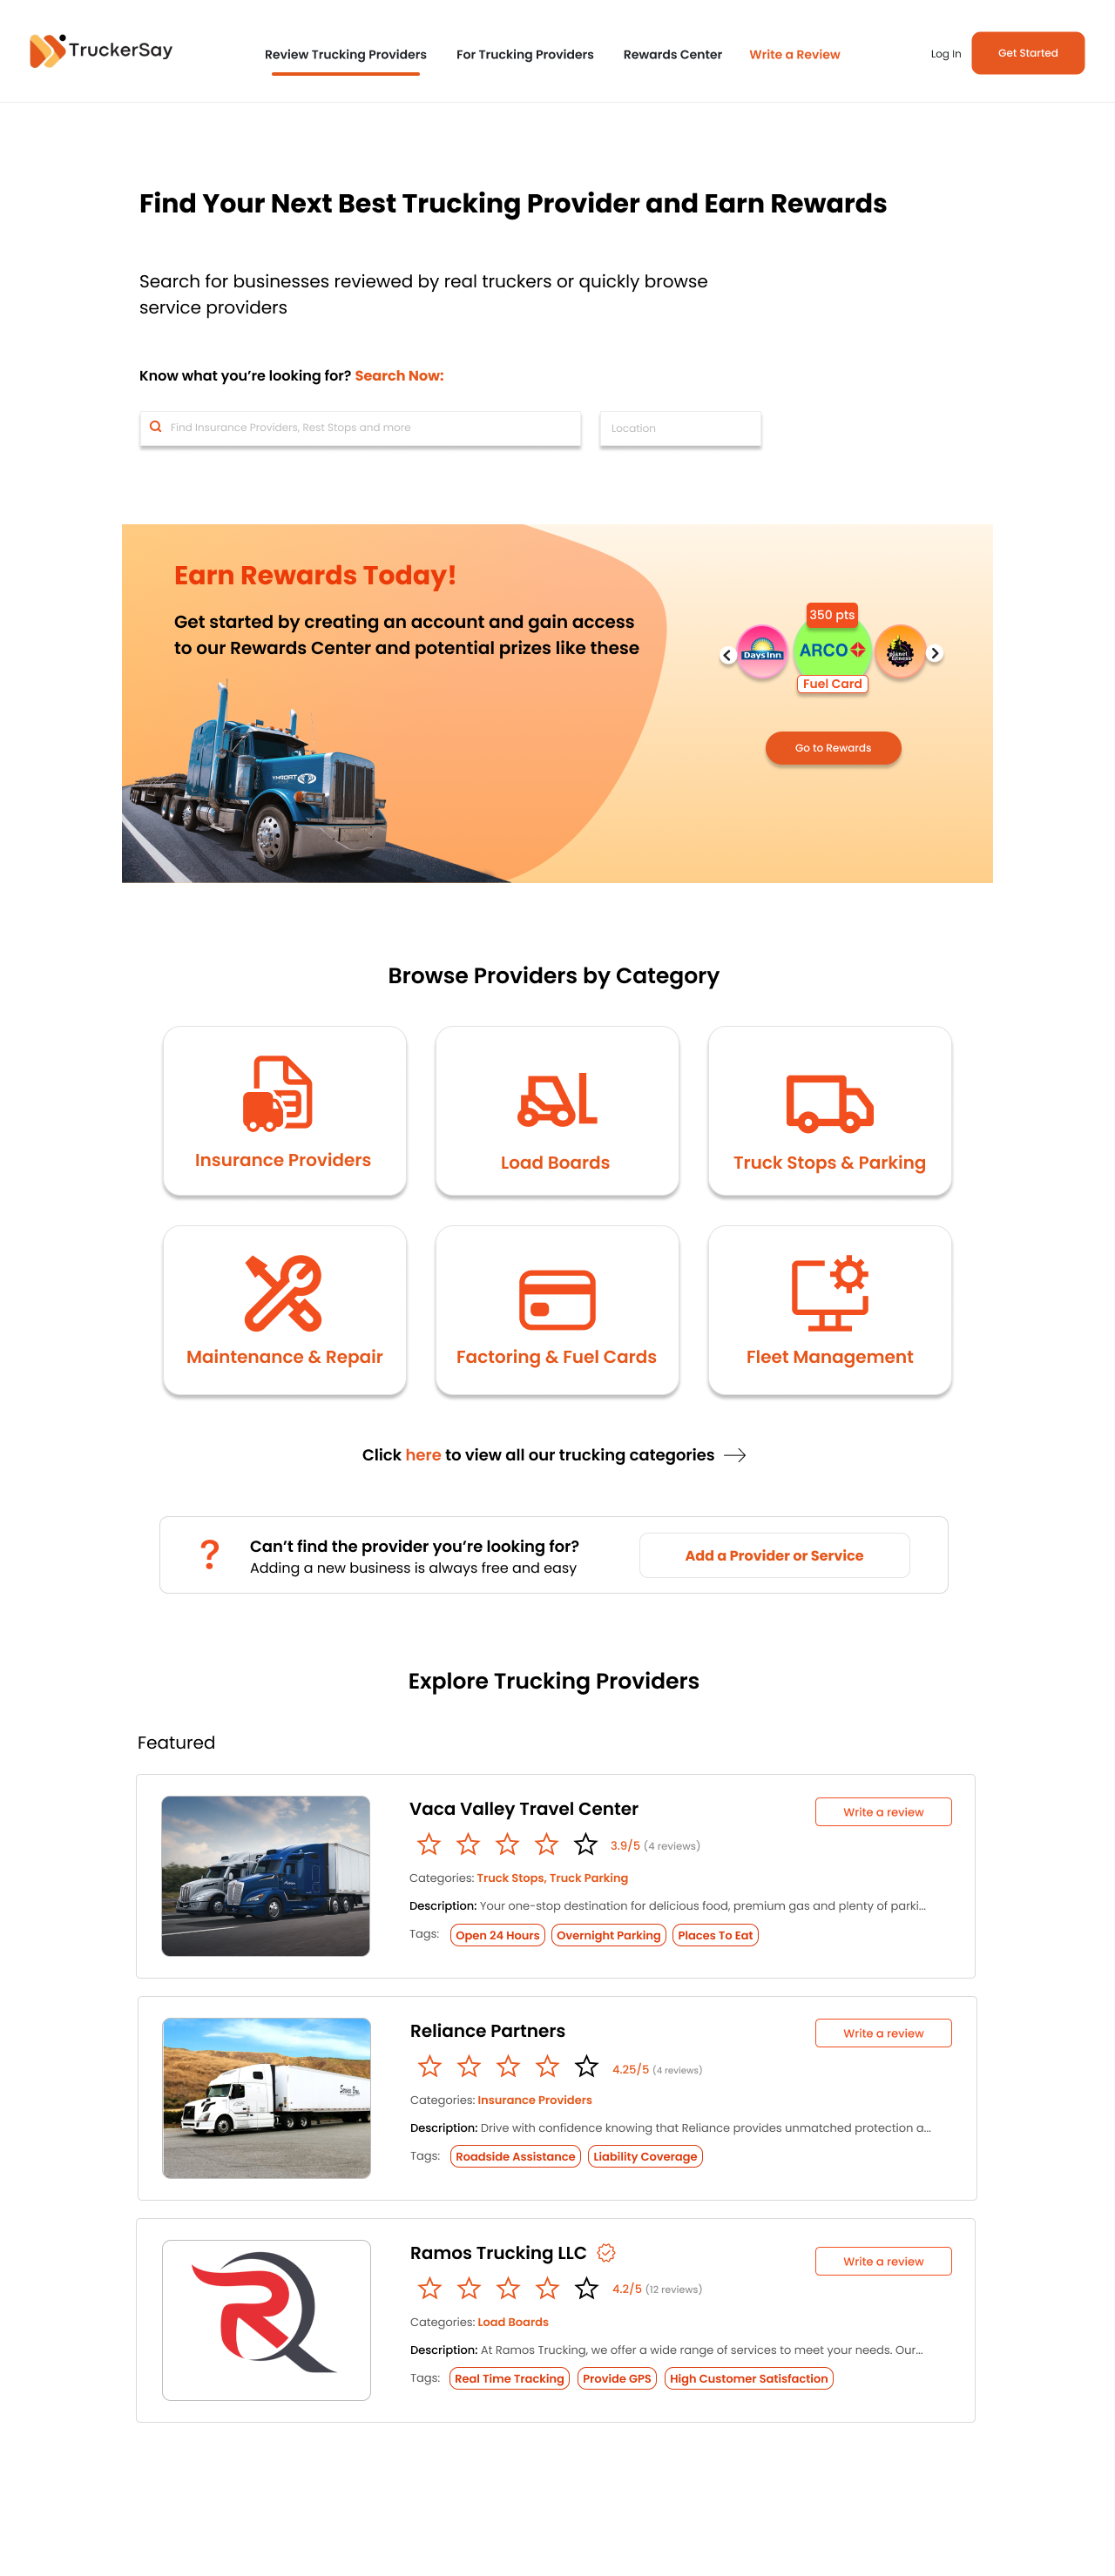 TruckerSay
Review Trucking Providers
For Trucking Providers
Rewards Center
Write a Review
Log In
Get Started
Find Your Next Best Trucking Provider and Earn Rewards
Search for businesses reviewed by real truckers or quickly browse
service providers
Know what you’re looking for? Search Now:
Find Insurance Providers, Rest Stops and more
Location
Earn Rewards Today!
Get started by creating an account and gain access
to our Rewards Center and potential prizes like these
350 pts
Days Inn
ARCO
planet fitness
Fuel Card
Go to Rewards
Browse Providers by Category
Insurance Providers
Load Boards
Truck Stops & Parking
Maintenance & Repair
Factoring & Fuel Cards
Fleet Management
Click here to view all our trucking categories
?
Can’t find the provider you’re looking for?
Adding a new business is always free and easy
Add a Provider or Service
Explore Trucking Providers
Featured
Vaca Valley Travel Center
Write a review
3.9/5 (4 reviews)
Categories: Truck Stops, Truck Parking
Description: Your one-stop destination for delicious food, premium gas and plenty of parki...
Tags: Open 24 Hours Overnight Parking Places To Eat
Reliance Partners
Write a review
4.25/5 (4 reviews)
Categories: Insurance Providers
Description: Drive with confidence knowing that Reliance provides unmatched protection a...
Tags: Roadside Assistance Liability Coverage
Ramos Trucking LLC
Write a review
4.2/5 (12 reviews)
Categories: Load Boards
Description: At Ramos Trucking, we offer a wide range of services to meet your needs. Our...
Tags: Real Time Tracking Provide GPS High Customer Satisfaction